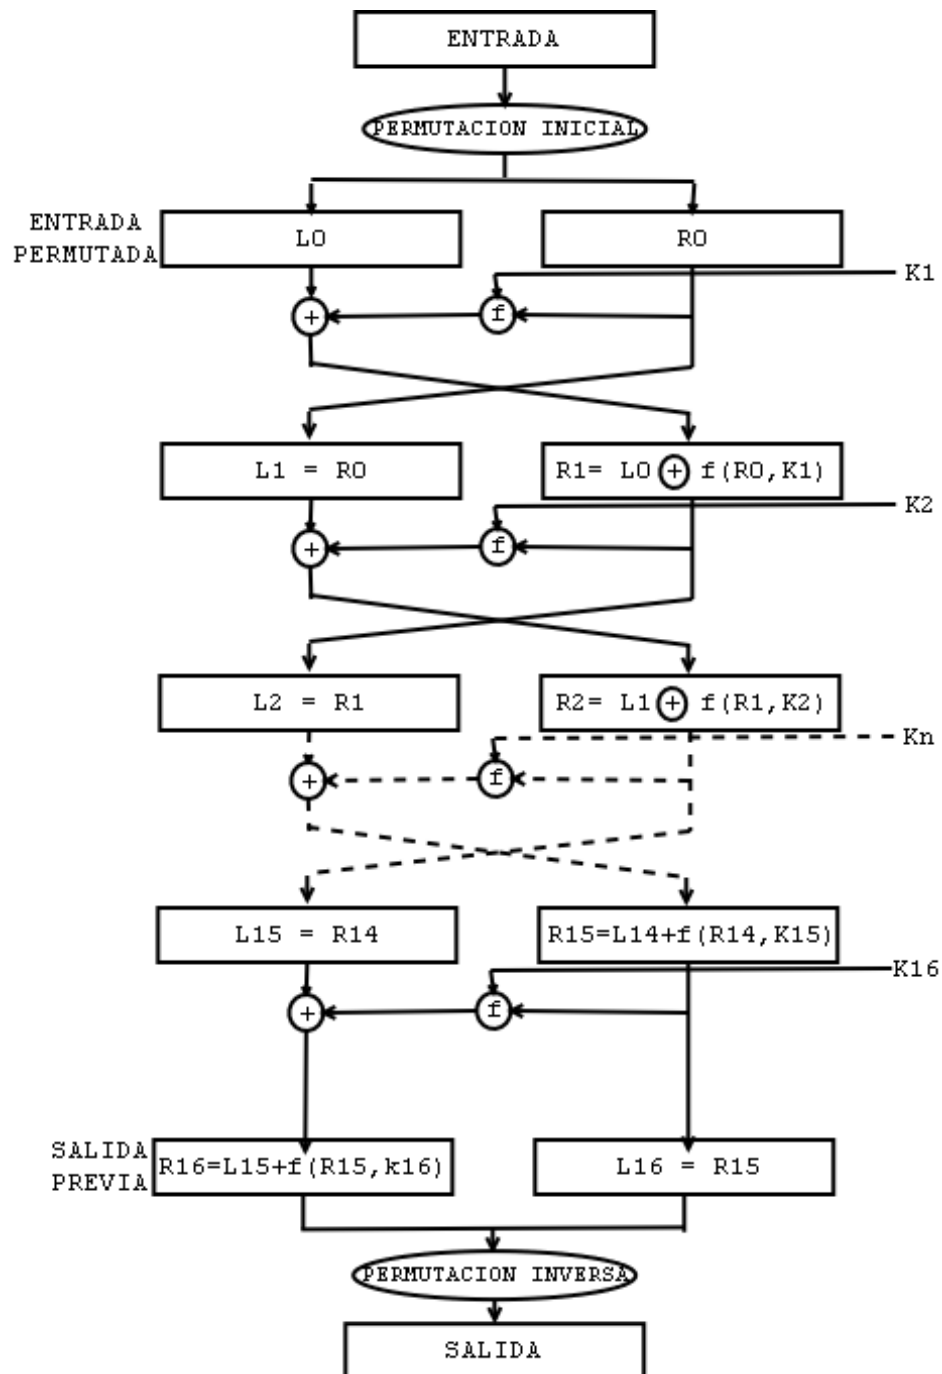 ENTRADA
PERMUTACION INICIAL
ENTRADA
PERMUTADA
L0
R0
K1
+
f
L1 = R0
R1= L0 + f(R0,K1)
K2
+
f
L2 = R1
R2= L1 + f(R1,K2)
Kn
+
f
L15 = R14
R15=L14+f(R14,K15)
K16
+
f
SALIDA
PREVIA
R16=L15+f(R15,k16)
L16 = R15
PERMUTACION INVERSA
SALIDA